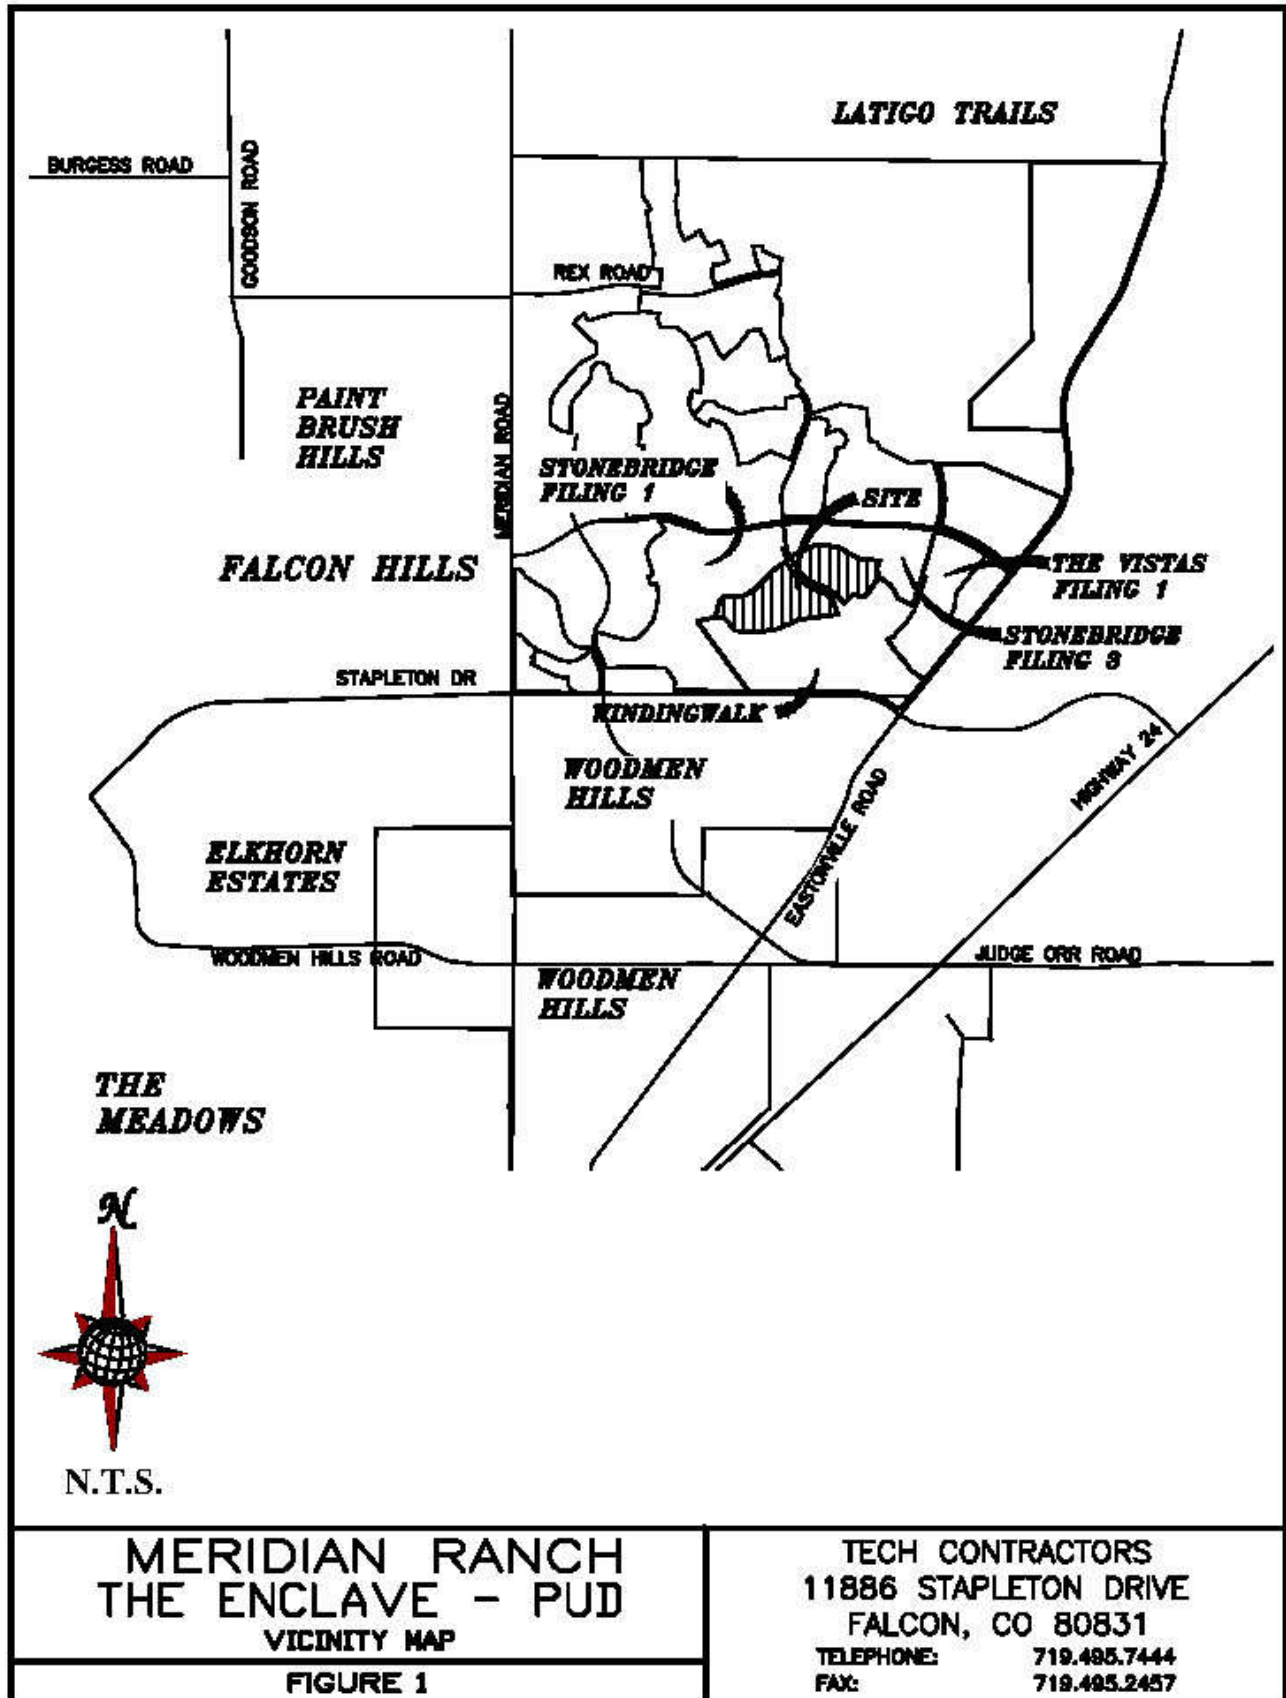 LATIGO TRAILS
BURGESS ROAD
GOODSON ROAD
REX ROAD
PAINT
BRUSH
HILLS
MERIDIAN ROAD
STONEBRIDGE
FILING 1
SITE
FALCON HILLS
THE VISTAS
FILING 1
STONEBRIDGE
FILING 3
STAPLETON DR
WINDINGWALK
HIGHWAY 24
WOODMEN
HILLS
EASTONVILLE ROAD
ELKHORN
ESTATES
WOODMEN HILLS ROAD
JUDGE ORR ROAD
WOODMEN
HILLS
THE
MEADOWS
N
N.T.S.
MERIDIAN RANCH
THE ENCLAVE - PUD
VICINITY MAP
FIGURE 1
TECH CONTRACTORS
11886 STAPLETON DRIVE
FALCON, CO 80831
TELEPHONE: 719.495.7444
FAX: 719.495.2457